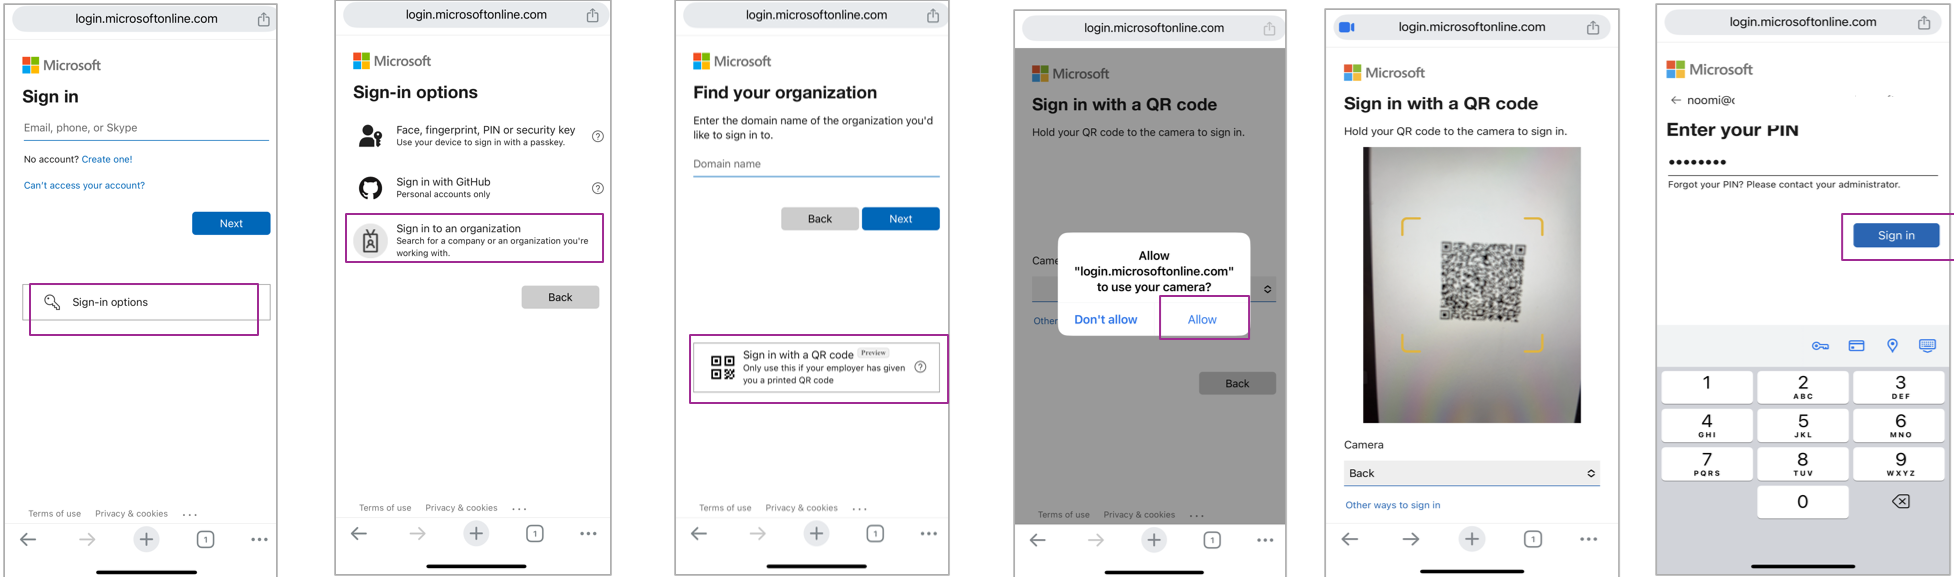 login.microsoftonline.com
Microsoft
Sign in
Email, phone, or Skype
No account? Create one!
Can't access your account?
Next
Sign-in options
Terms of use Privacy & cookies ...
1
login.microsoftonline.com
Microsoft
Sign-in options
Face, fingerprint, PIN or security key
Use your device to sign in with a passkey.
Sign in with GitHub
Personal accounts only
Sign in to an organization
Search for a company or an organization you're
working with.
Back
Terms of use Privacy & cookies ...
1
login.microsoftonline.com
Microsoft
Find your organization
Enter the domain name of the organization you'd
like to sign in to.
Domain name
Back Next
Sign in with a QR code Preview
Only use this if your employer has given
you a printed QR code
Terms of use Privacy & cookies ...
1
login.microsoftonline.com
Microsoft
Sign in with a QR code
Hold your QR code to the camera to sign in.
Came
Other
Allow
"login.microsoftonline.com"
to use your camera?
Don't allow Allow
Back
Terms of use Privacy & cookies ...
1
login.microsoftonline.com
Microsoft
Sign in with a QR code
Hold your QR code to the camera to sign in.
Camera
Back
Other ways to sign in
1
login.microsoftonline.com
Microsoft
noomi@
Enter your PIN
••••••••
Forgot your PIN? Please contact your administrator.
Sign in
1 2 3
ABC DEF
4 5 6
GHI JKL MNO
7 8 9
PQRS TUV WXYZ
0